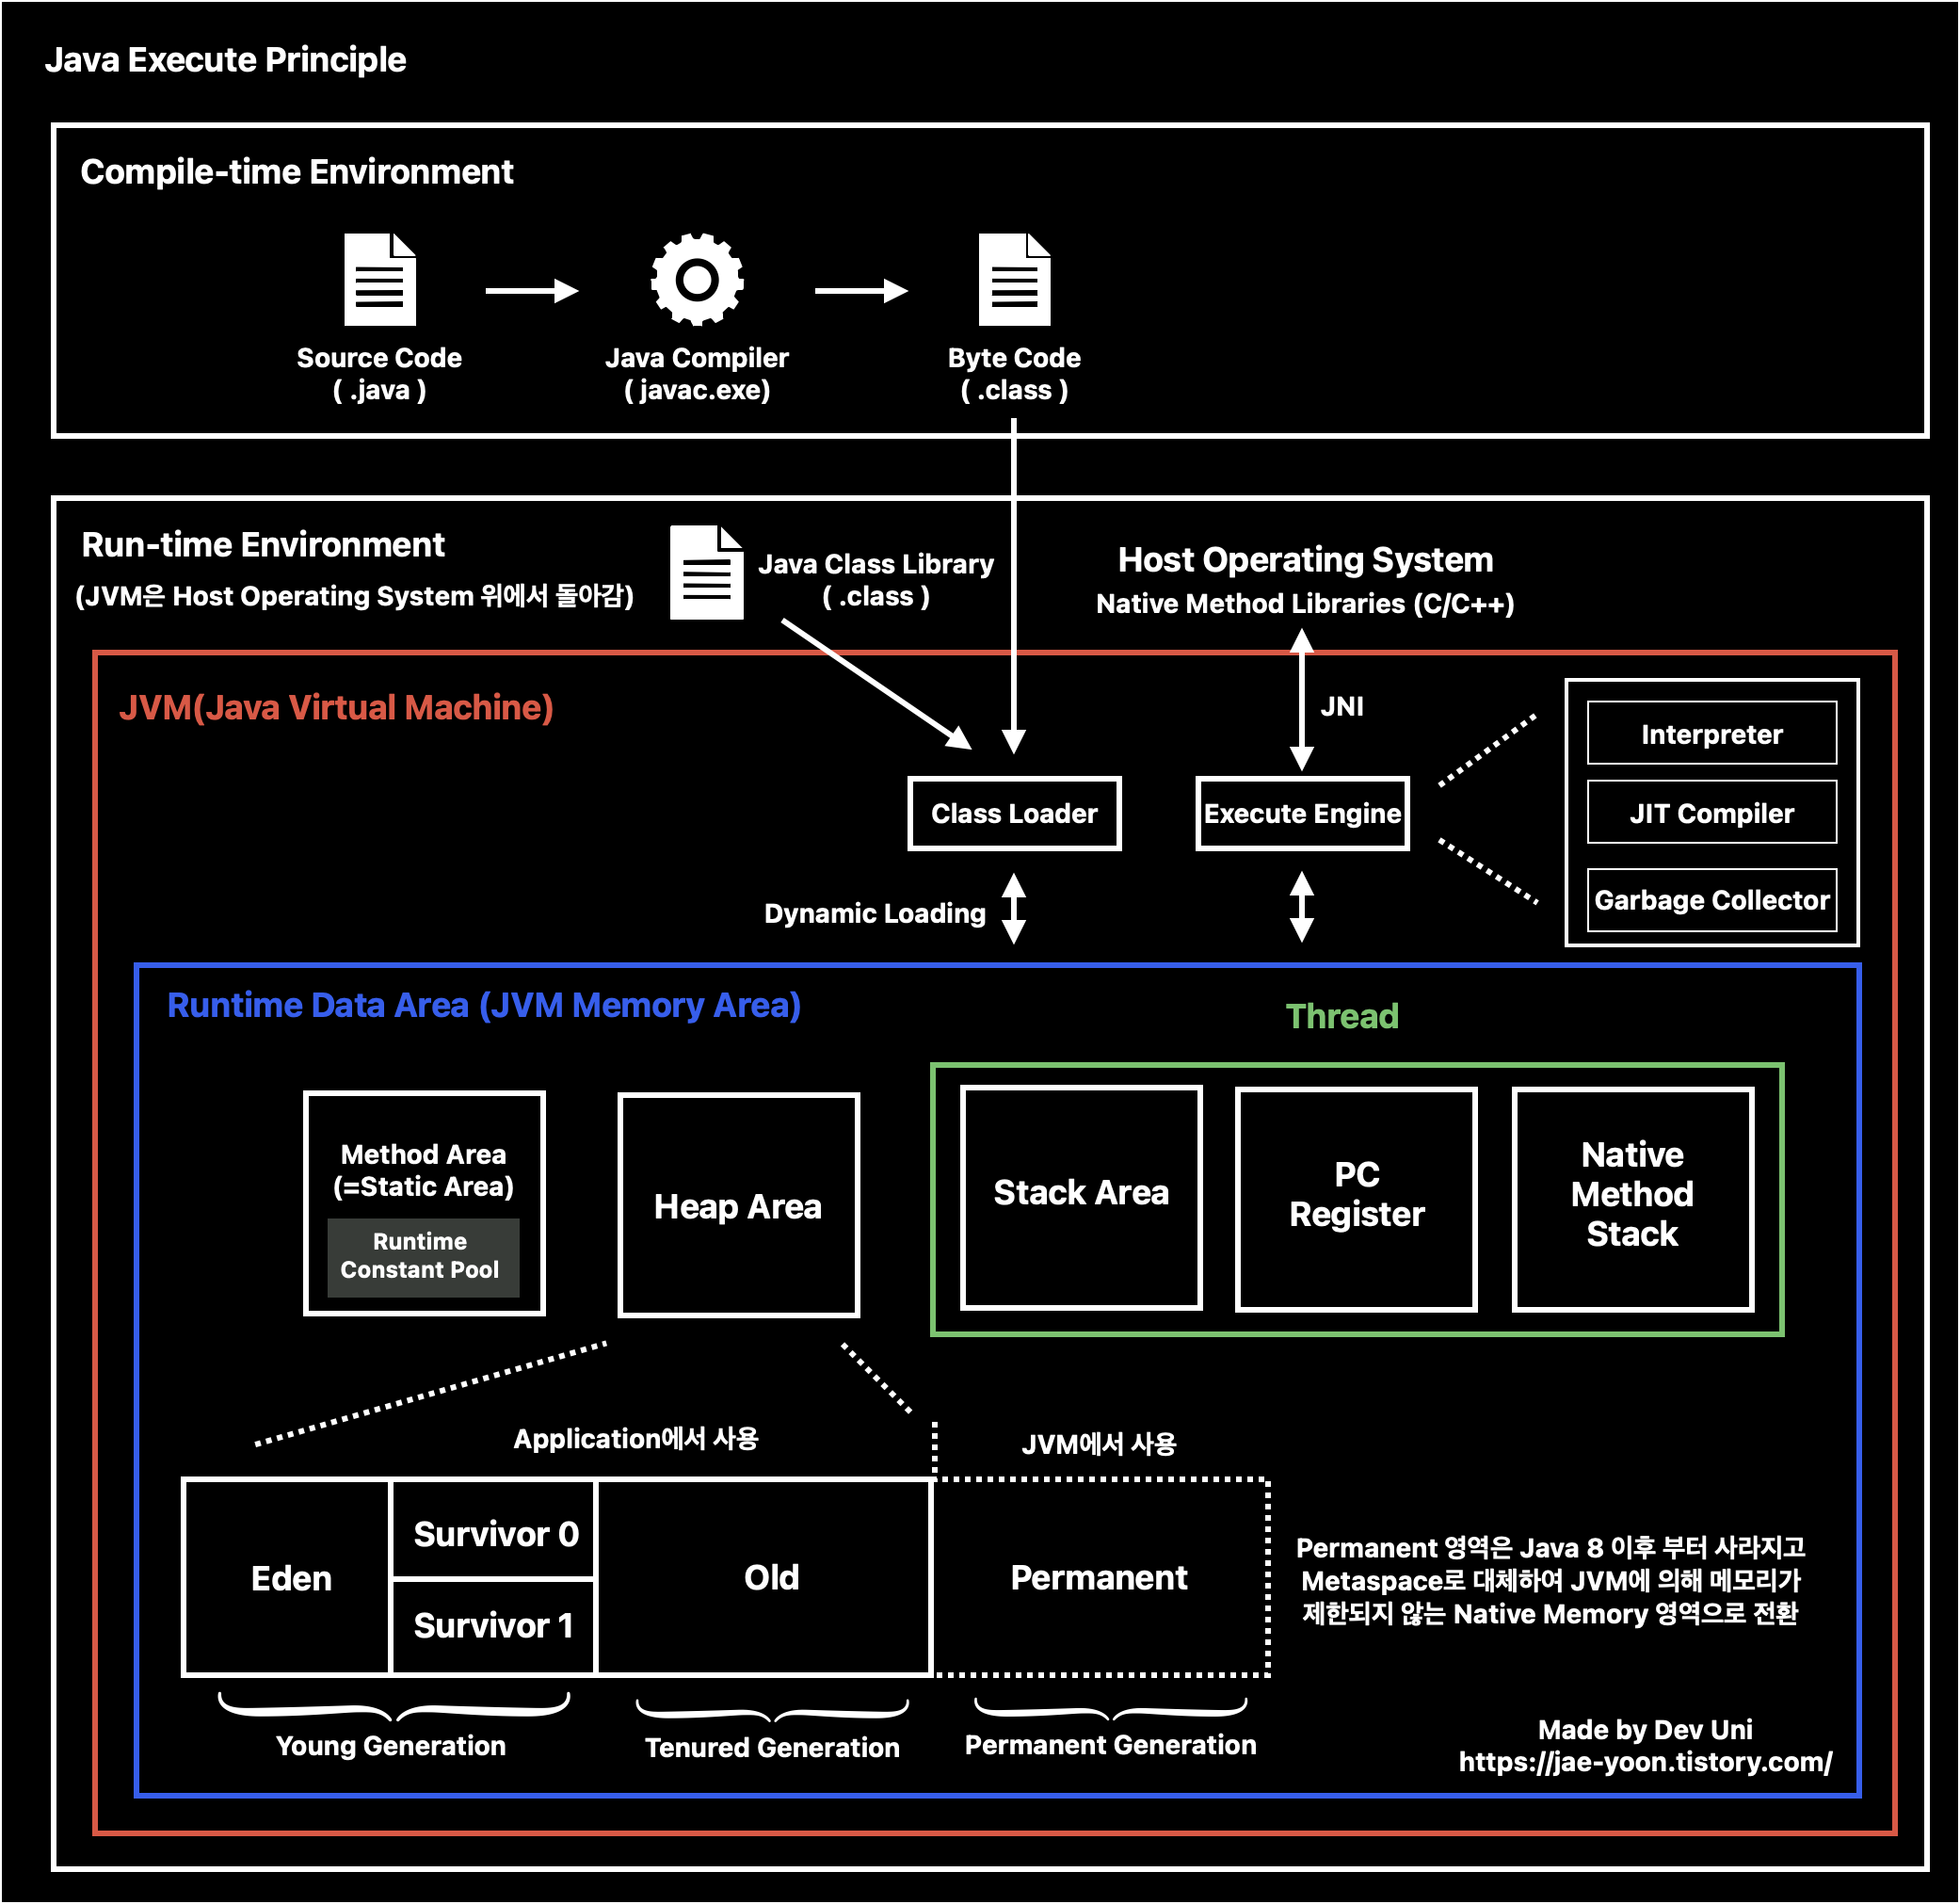 Java Execute Principle
Compile-time Environment
Source Code
( .java )
Java Compiler
( javac.exe)
Byte Code
( .class )
Run-time Environment
(JVM은 Host Operating System 위에서 돌아감)
Java Class Library
( .class )
Host Operating System
Native Method Libraries (C/C++)
JVM(Java Virtual Machine)
JNI
Class Loader
Execute Engine
Interpreter
JIT Compiler
Garbage Collector
Dynamic Loading
Runtime Data Area (JVM Memory Area)
Thread
Method Area
(=Static Area)
Runtime
Constant Pool
Heap Area
Stack Area
PC
Register
Native
Method
Stack
Application에서 사용
JVM에서 사용
Eden
Survivor 0
Survivor 1
Old
Permanent
Permanent 영역은 Java 8 이후 부터 사라지고
Metaspace로 대체하여 JVM에 의해 메모리가
제한되지 않는 Native Memory 영역으로 전환
Young Generation
Tenured Generation
Permanent Generation
Made by Dev Uni
https://jae-yoon.tistory.com/